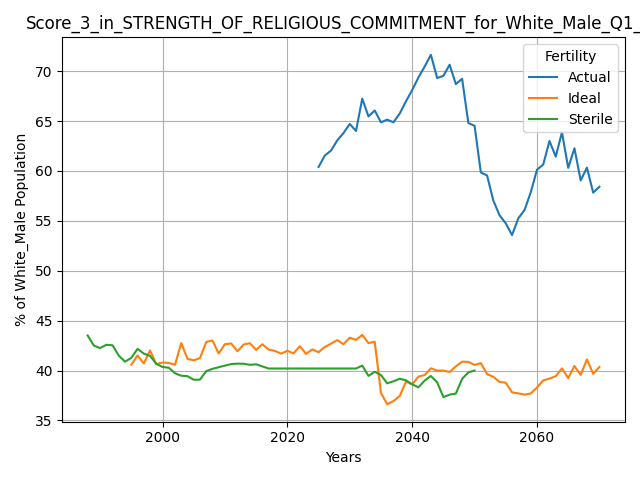 Score_3_in_STRENGTH_OF_RELIGIOUS_COMMITMENT_for_White_Male_Q1_
Fertility
Actual
Ideal
Sterile
% of White_Male Population
70
65
60
55
50
45
40
35
2000
2020
2040
2060
Years